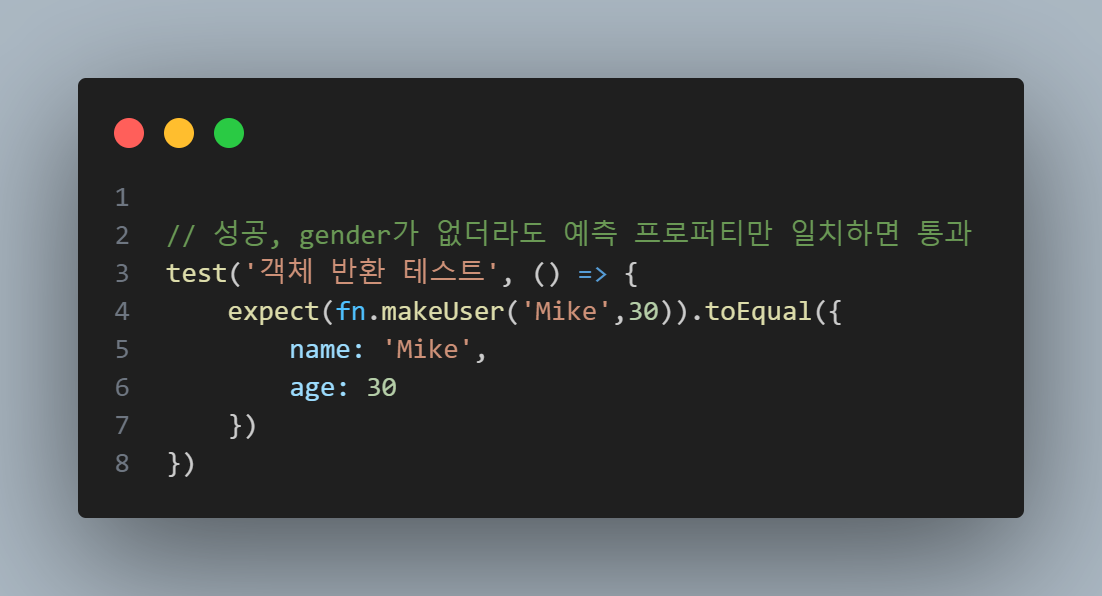 1
2 // 성공, gender가 없더라도 예측 프로퍼티만 일치하면 통과
3 test('객체 반환 테스트', () => {
4     expect(fn.makeUser('Mike',30)).toEqual({
5         name: 'Mike',
6         age: 30
7     })
8 })